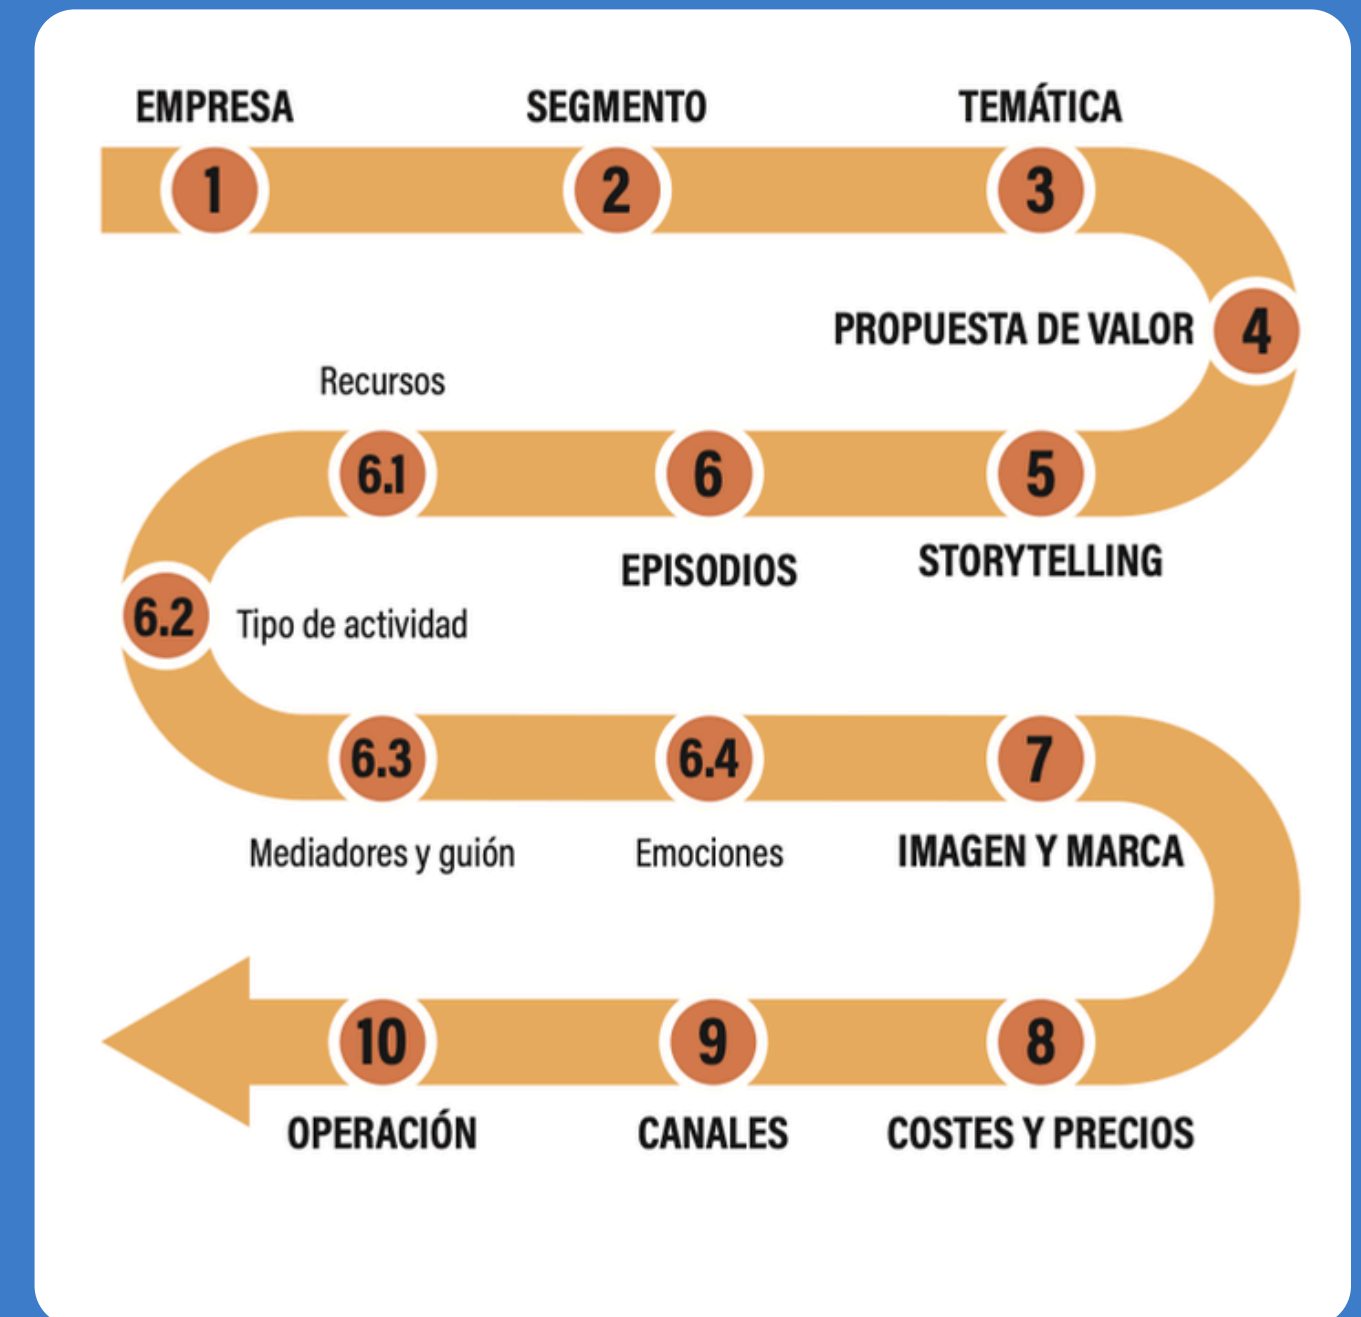 EMPRESA
1
SEGMENTO
2
TEMÁTICA
3
PROPUESTA DE VALOR
4
5
STORYTELLING
6
EPISODIOS
Recursos
6.1
6.2
Tipo de actividad
6.3
Mediadores y guión
6.4
Emociones
7
IMAGEN Y MARCA
8
COSTES Y PRECIOS
9
CANALES
10
OPERACIÓN